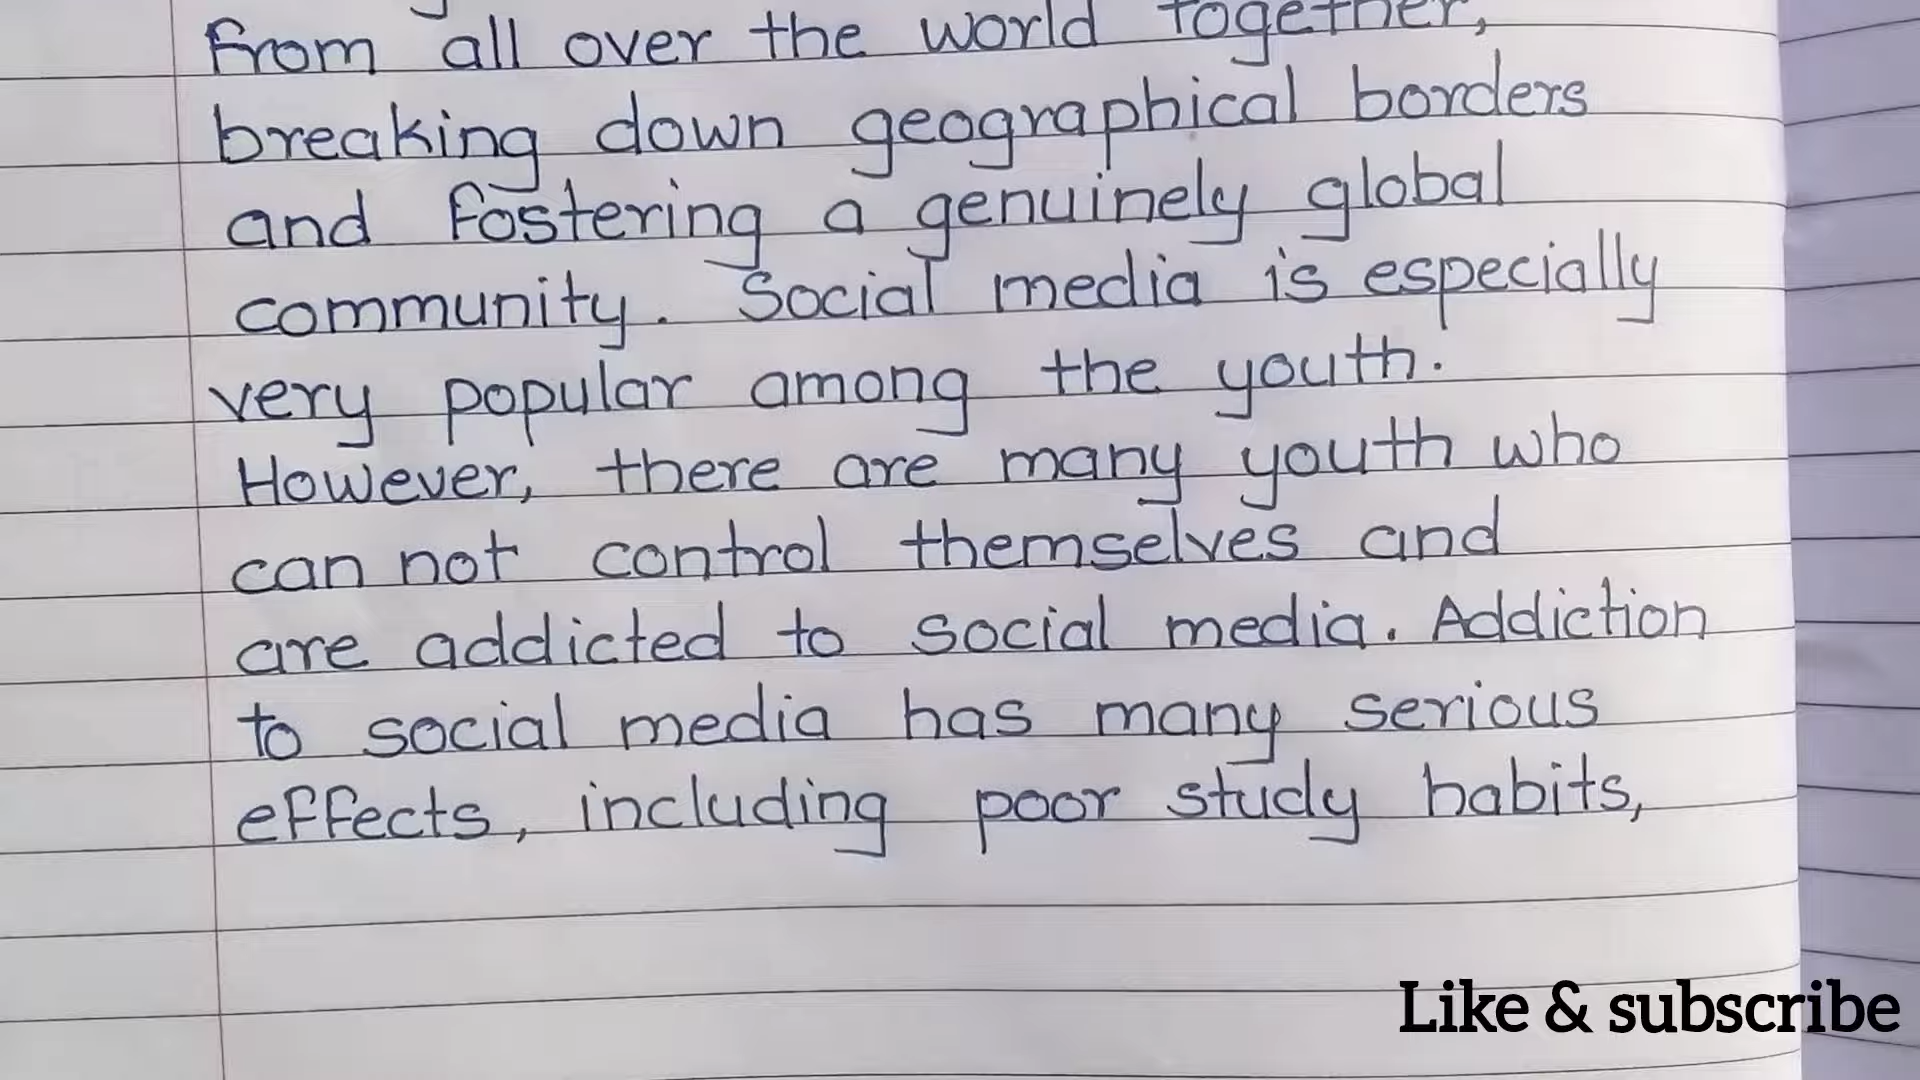 from all over the world together,
breaking down geographical borders
and fostering a genuinely global
community. Social media is especially
very popular among the youth.
However, there are many youth who
can not control themselves and
are addicted to social media. Addiction
to social media has many serious
effects, including poor study habits,
Like & subscribe